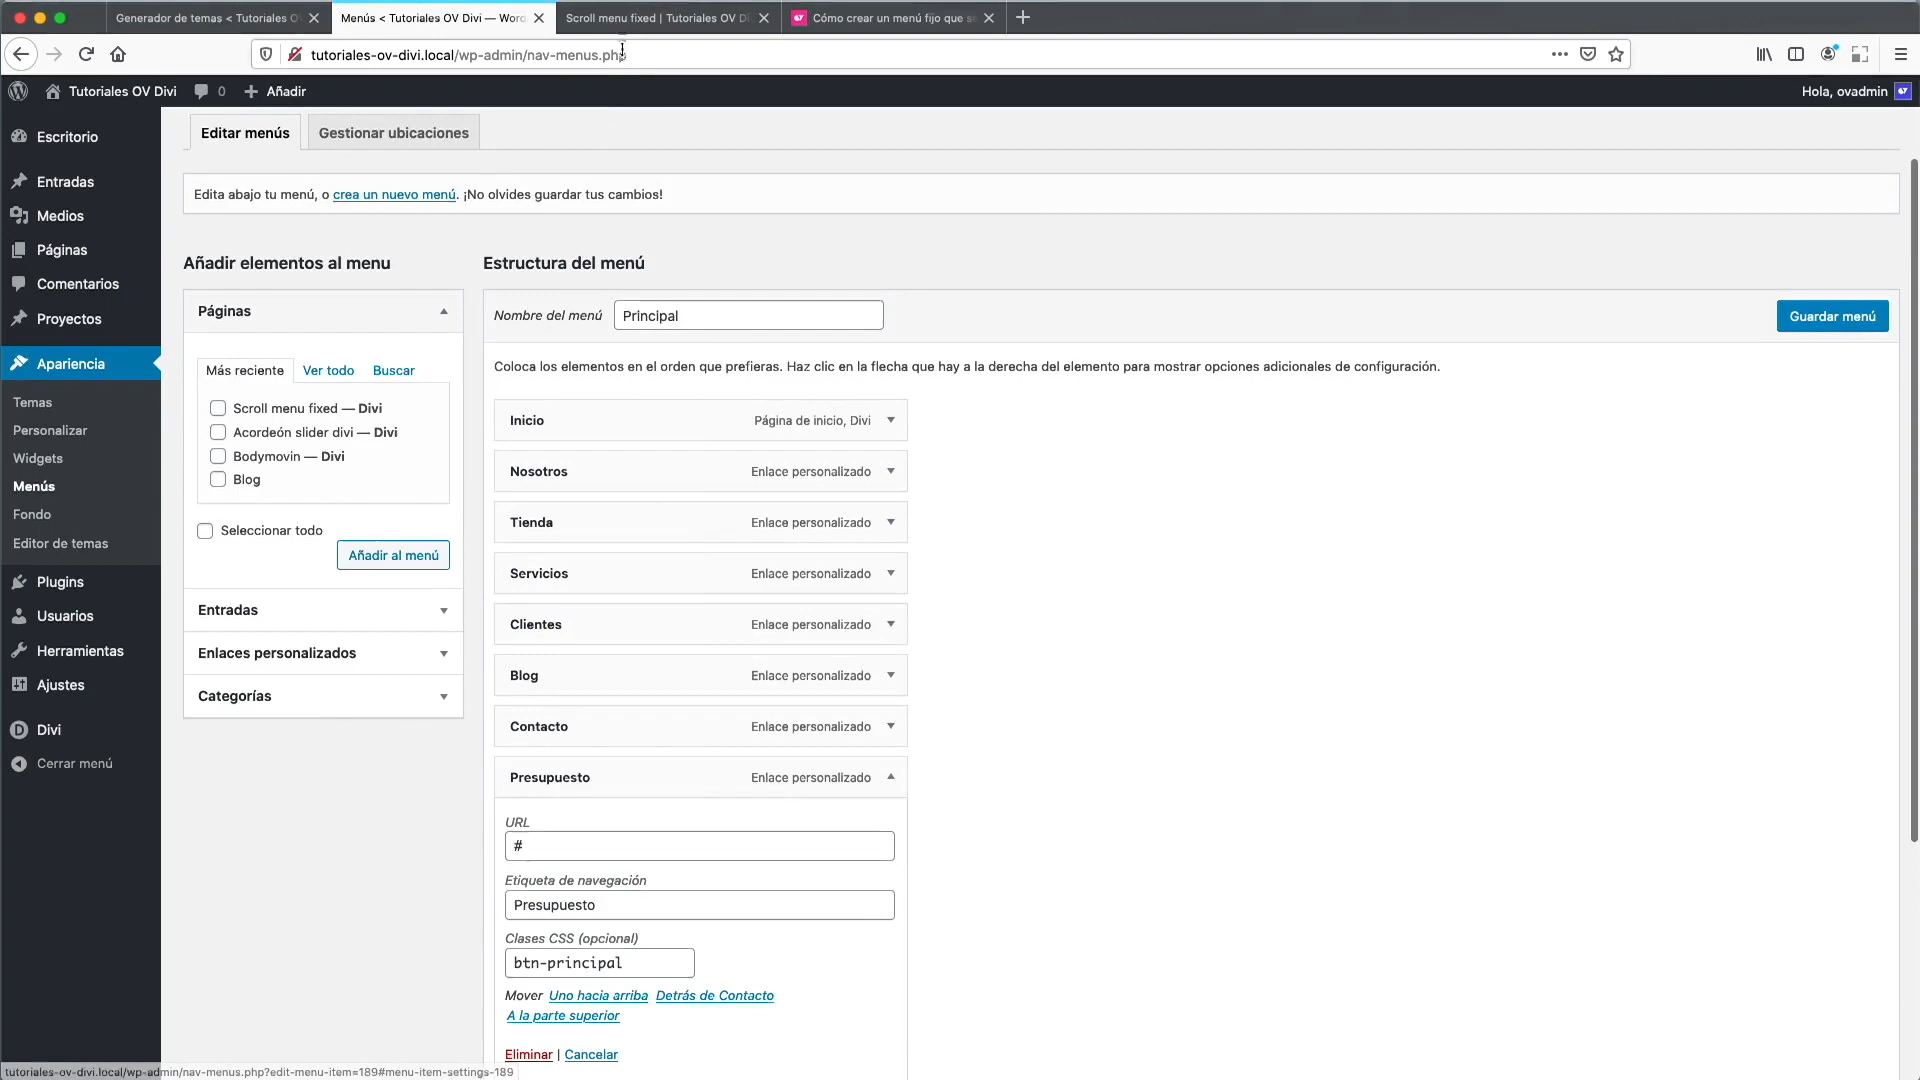 Generador de temas < Tutoriales O
Menús < Tutoriales OV Divi — Word
Scroll menu fixed | Tutoriales OV Di
Cómo crear un menú fijo que se
tutoriales-ov-divi.local/wp-admin/nav-menus.php
Tutoriales OV Divi
0
Añadir
Hola, ovadmin
Escritorio
Entradas
Medios
Páginas
Comentarios
Proyectos
Apariencia
Temas
Personalizar
Widgets
Menús
Fondo
Editor de temas
Plugins
Usuarios
Herramientas
Ajustes
Divi
Cerrar menú
Editar menús
Gestionar ubicaciones
Edita abajo tu menú, o crea un nuevo menú. ¡No olvides guardar tus cambios!
Añadir elementos al menu
Páginas
Más reciente
Ver todo
Buscar
Scroll menu fixed — Divi
Acordeón slider divi — Divi
Bodymovin — Divi
Blog
Seleccionar todo
Añadir al menú
Entradas
Enlaces personalizados
Categorías
Estructura del menú
Nombre del menú
Principal
Guardar menú
Coloca los elementos en el orden que prefieras. Haz clic en la flecha que hay a la derecha del elemento para mostrar opciones adicionales de configuración.
Inicio Página de inicio, Divi
Nosotros Enlace personalizado
Tienda Enlace personalizado
Servicios Enlace personalizado
Clientes Enlace personalizado
Blog Enlace personalizado
Contacto Enlace personalizado
Presupuesto Enlace personalizado
URL
#
Etiqueta de navegación
Presupuesto
Clases CSS (opcional)
btn-principal
Mover Uno hacia arriba Detrás de Contacto
A la parte superior
Eliminar | Cancelar
tutoriales-ov-divi.local/wp-admin/nav-menus.php?edit-menu-item=189#menu-item-settings-189